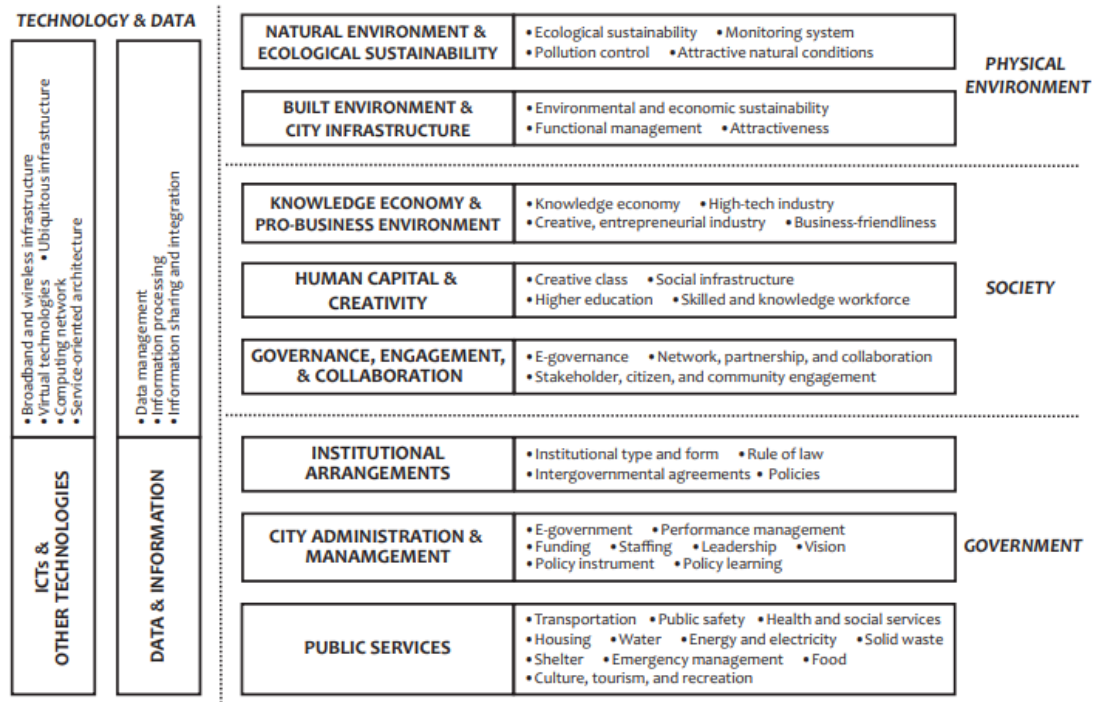 TECHNOLOGY & DATA
• Broadband and wireless infrastructure
• Virtual technologies • Ubiquitous infrastructure
• Computing network
• Service-oriented architecture
ICTs &
OTHER TECHNOLOGIES
• Data management
• Information processing
• Information sharing and integration
DATA & INFORMATION
NATURAL ENVIRONMENT &
ECOLOGICAL SUSTAINABILITY
• Ecological sustainability • Monitoring system
• Pollution control • Attractive natural conditions
BUILT ENVIRONMENT &
CITY INFRASTRUCTURE
• Environmental and economic sustainability
• Functional management • Attractiveness
PHYSICAL
ENVIRONMENT
KNOWLEDGE ECONOMY &
PRO-BUSINESS ENVIRONMENT
• Knowledge economy • High-tech industry
• Creative, entrepreneurial industry • Business-friendliness
HUMAN CAPITAL &
CREATIVITY
• Creative class • Social infrastructure
• Higher education • Skilled and knowledge workforce
GOVERNANCE, ENGAGEMENT,
& COLLABORATION
• E-governance • Network, partnership, and collaboration
• Stakeholder, citizen, and community engagement
SOCIETY
INSTITUTIONAL
ARRANGEMENTS
• Institutional type and form • Rule of law
• Intergovernmental agreements • Policies
CITY ADMINISTRATION &
MANAMGEMENT
• E-government • Performance management
• Funding • Staffing • Leadership • Vision
• Policy instrument • Policy learning
PUBLIC SERVICES
• Transportation • Public safety • Health and social services
• Housing • Water • Energy and electricity • Solid waste
• Shelter • Emergency management • Food
• Culture, tourism, and recreation
GOVERNMENT